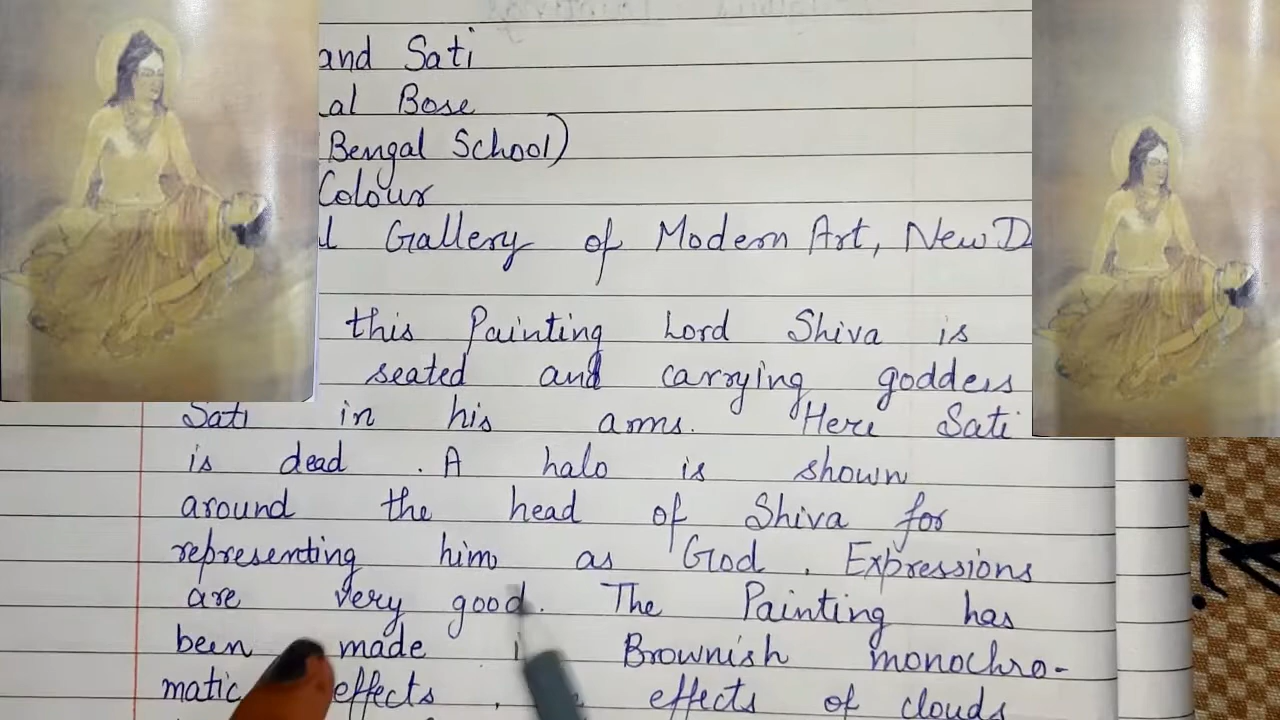 and Sati
al Bose
Bengal School)
Colour
l Gallery of Modern Art, New D
this Painting Lord Shiva is
seated and carrying goddess
Sati in his arms. Here Sati
is dead . A halo is shown
around the head of Shiva for
representing him as God . Expressions
are very good. The Painting has
been made Brownish monochro-
matic effects . effects of clouds